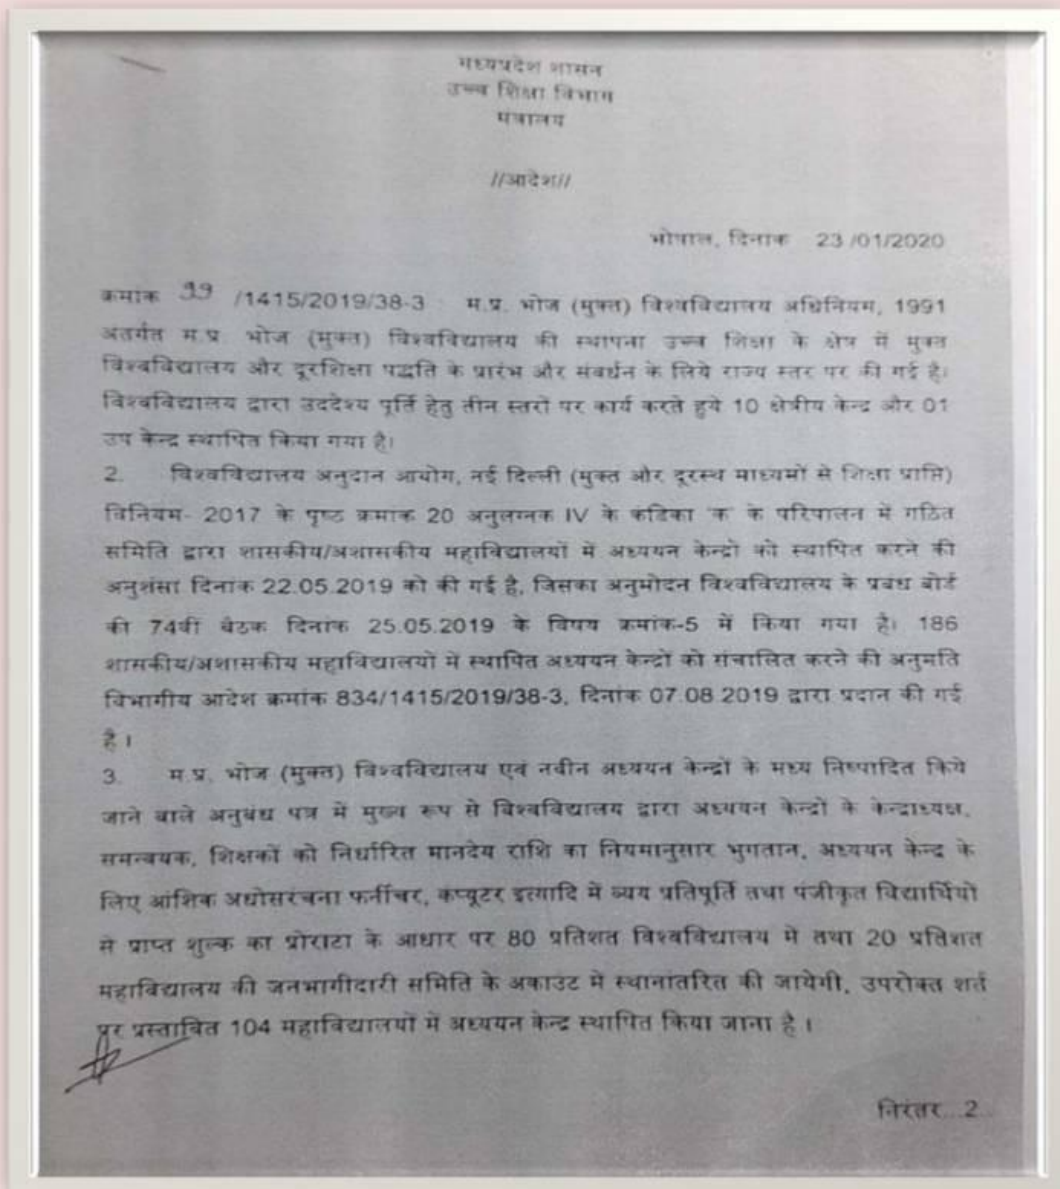 मध्यप्रदेश शासन
उच्च शिक्षा विभाग
मंत्रालय
//आदेश//
भोपाल, दिनांक 23/01/2020
क्रमांक 99 /1415/2019/38-3 : म.प्र. भोज (मुक्त) विश्वविद्यालय अधिनियम, 1991
अंतर्गत म.प्र. भोज (मुक्त) विश्वविद्यालय की स्थापना उच्च शिक्षा के क्षेत्र में मुक्त
विश्वविद्यालय और दूरशिक्षा पद्धति के प्रारंभ और संवर्धन के लिये राज्य स्तर पर की गई है।
विश्वविद्यालय द्वारा उददेश्य पूर्ति हेतु तीन स्तरों पर कार्य करते हुये 10 क्षेत्रीय केन्द्र और 01
उप केन्द्र स्थापित किया गया है।
2. विश्वविद्यालय अनुदान आयोग, नई दिल्ली (मुक्त और दूरस्थ माध्यमों से शिक्षा प्राप्ति)
विनियम- 2017 के पृष्ठ क्रमांक 20 अनुलग्नक IV के कंडिका 'क' के परिपालन में गठित
समिति द्वारा शासकीय/अशासकीय महाविद्यालयों में अध्ययन केन्द्रो को स्थापित करने की
अनुशंसा दिनांक 22.05.2019 को की गई है, जिसका अनुमोदन विश्वविद्यालय के प्रबंध बोर्ड
की 74वीं बैठक दिनांक 25.05.2019 के विषय क्रमांक-5 में किया गया है। 186
शासकीय/अशासकीय महाविद्यालयों में स्थापित अध्ययन केन्द्रों को संचालित करने की अनुमति
विभागीय आदेश क्रमांक 834/1415/2019/38-3, दिनांक 07.08.2019 द्वारा प्रदान की गई
है ।
3. म.प्र. भोज (मुक्त) विश्वविद्यालय एवं नवीन अध्ययन केन्द्रों के मध्य निष्पादित किये
जाने वाले अनुबंध पत्र में मुख्य रूप से विश्वविद्यालय द्वारा अध्ययन केन्द्रों के केन्द्राध्यक्ष,
समन्वयक, शिक्षकों को निर्धारित मानदेय राशि का नियमानुसार भुगतान, अध्ययन केन्द्र के
लिए आंशिक अधोसरंचना फर्नीचर, कंप्यूटर इत्यादि में व्यय प्रतिपूर्ति तथा पंजीकृत विद्यार्थियों
से प्राप्त शुल्क का प्रोराटा के आधार पर 80 प्रतिशत विश्वविद्यालय में तथा 20 प्रतिशत
महाविद्यालय की जनभागीदारी समिति के अकाउंट में स्थानांतरित की जायेगी, उपरोक्त शर्त
पर प्रस्तावित 104 महाविद्यालयों में अध्ययन केन्द्र स्थापित किया जाना है ।
निरंतर...2..